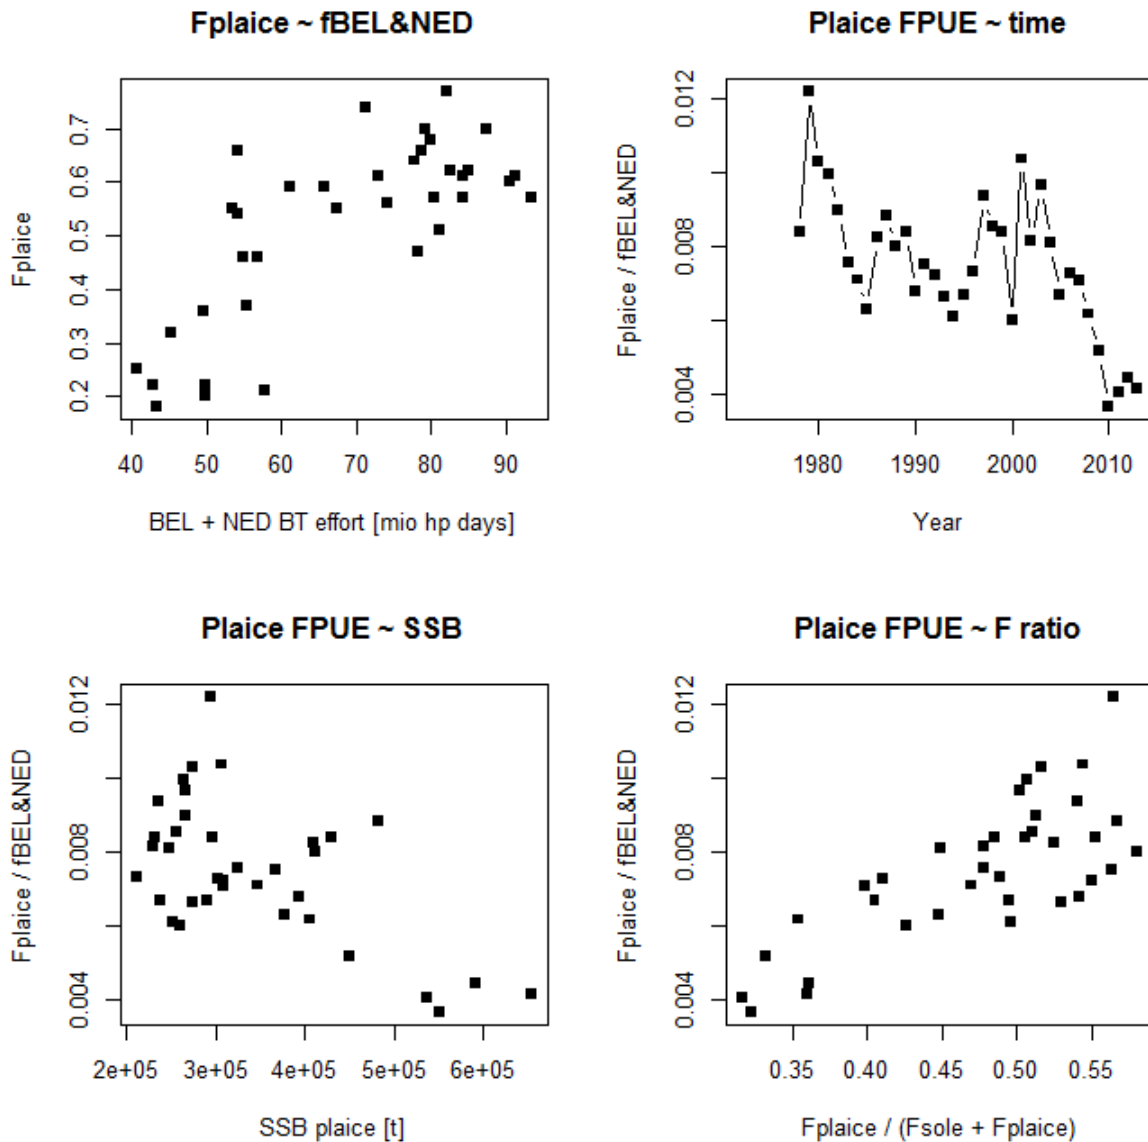 Fplaice ~ fBEL&NED
Fplaice
0.2 0.3 0.4 0.5 0.6 0.7
40 50 60 70 80 90
BEL + NED BT effort [mio hp days]
Plaice FPUE ~ time
Fplaice / fBEL&NED
0.004 0.008 0.012
1980 1990 2000 2010
Year
Plaice FPUE ~ SSB
Fplaice / fBEL&NED
0.004 0.008 0.012
2e+05 3e+05 4e+05 5e+05 6e+05
SSB plaice [t]
Plaice FPUE ~ F ratio
Fplaice / fBEL&NED
0.004 0.008 0.012
0.35 0.40 0.45 0.50 0.55
Fplaice / (Fsole + Fplaice)